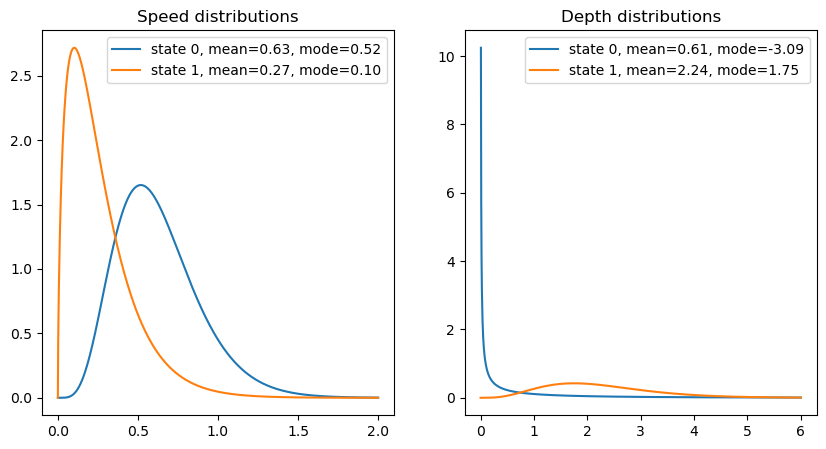 Speed distributions
state 0, mean=0.63, mode=0.52
state 1, mean=0.27, mode=0.10
2.5
2.0
1.5
1.0
0.5
0.0
0.0 0.5 1.0 1.5 2.0
Depth distributions
state 0, mean=0.61, mode=-3.09
state 1, mean=2.24, mode=1.75
10
8
6
4
2
0
0 1 2 3 4 5 6